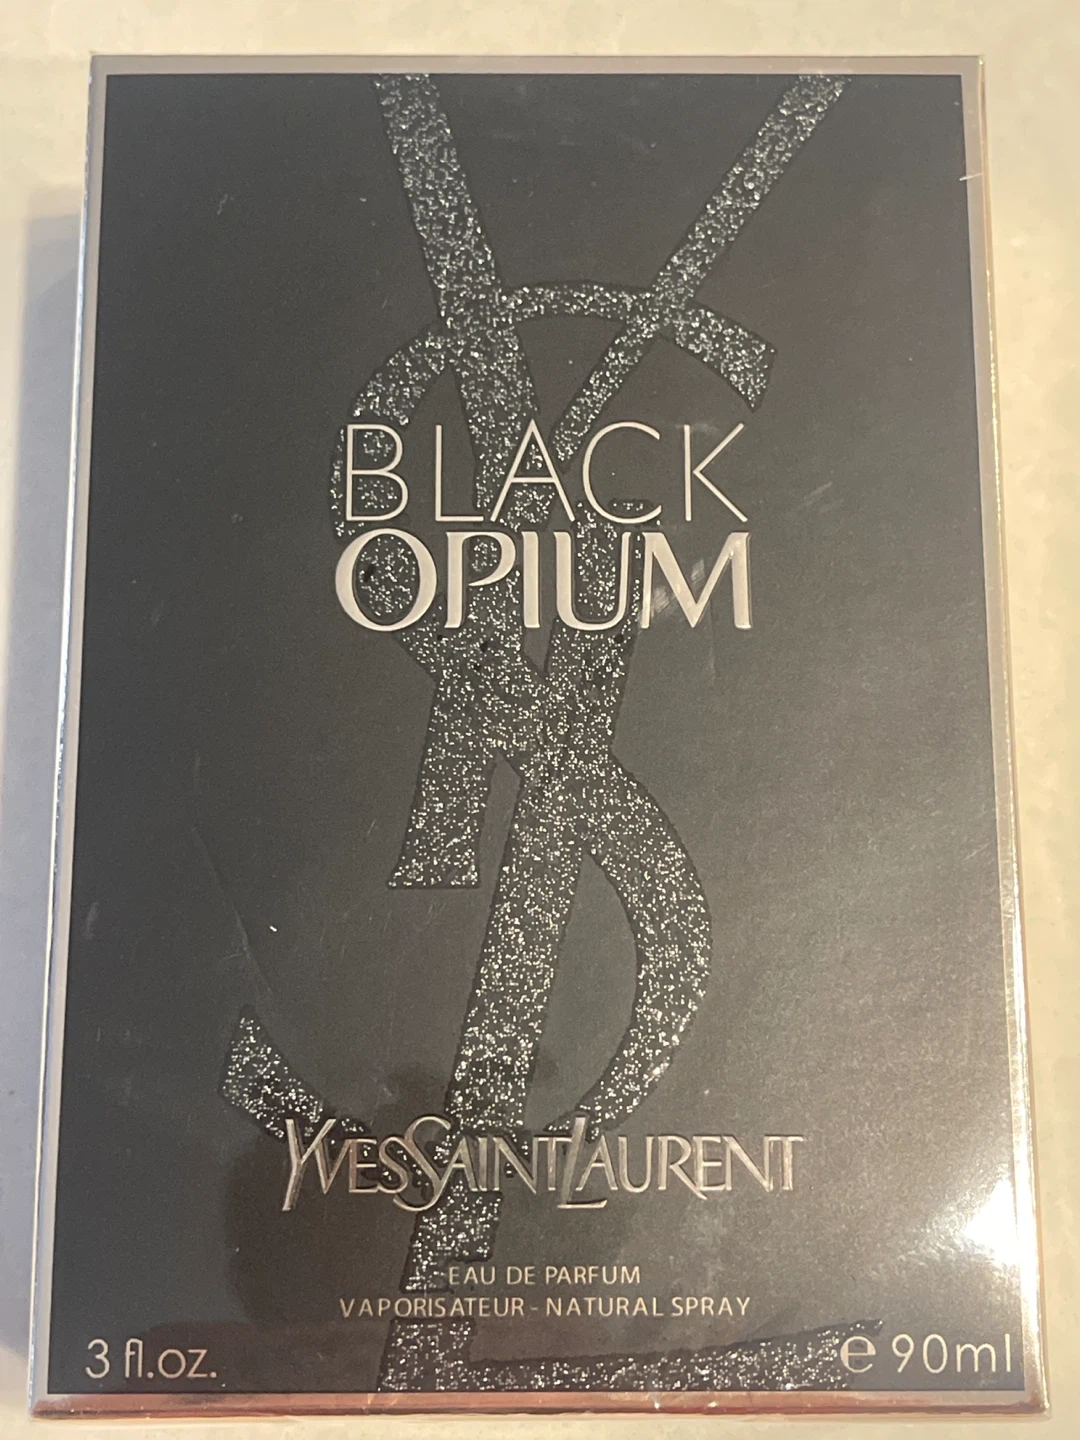 BLACK
OPIUM
YVESSAINTLAURENT
EAU DE PARFUM
VAPORISATEUR - NATURAL SPRAY
3 fl.oz. ℮ 90ml